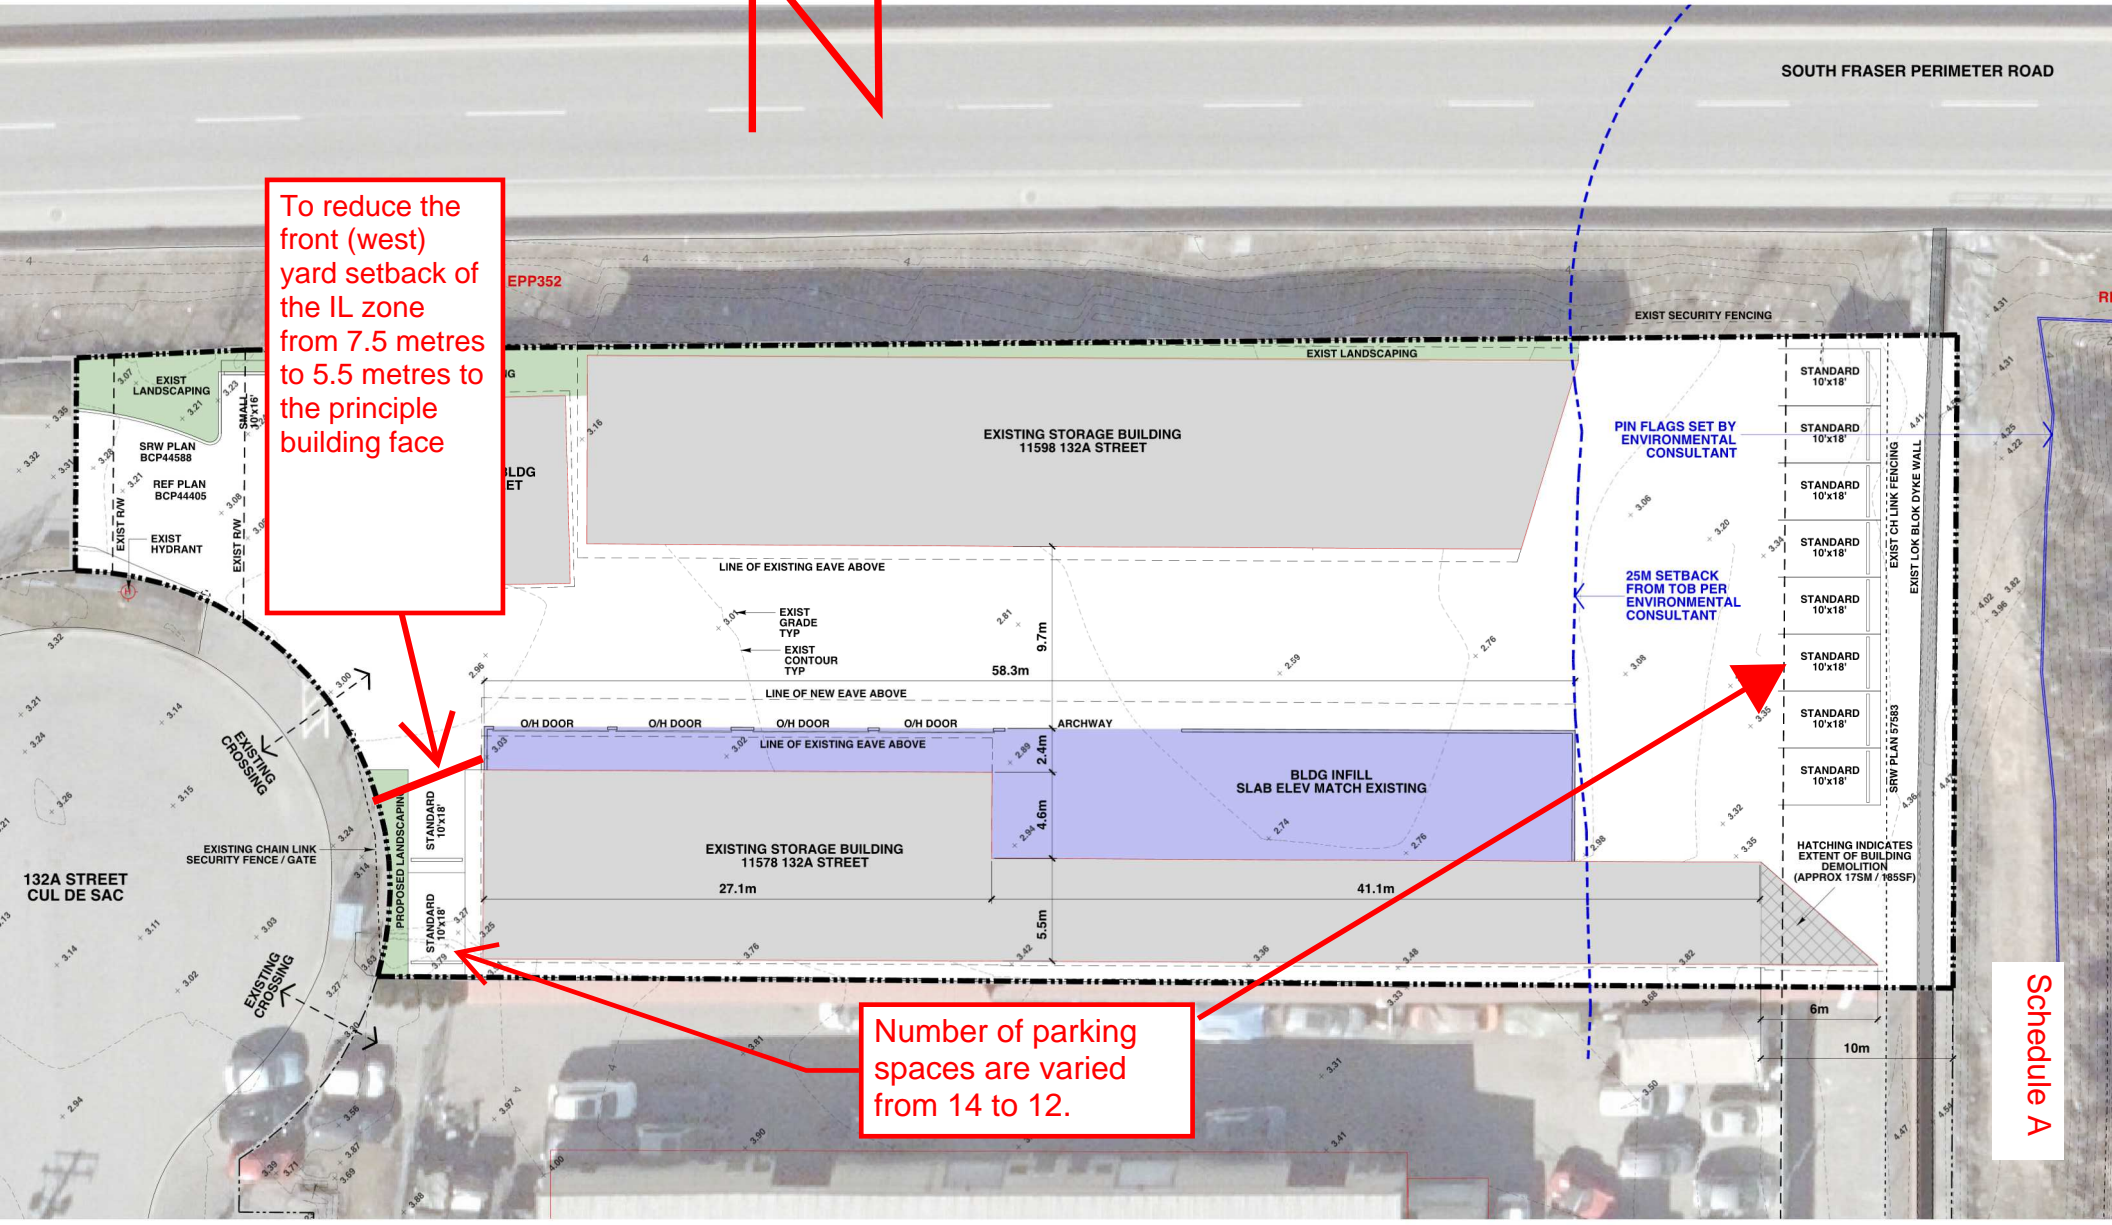 N
SOUTH FRASER PERIMETER ROAD
To reduce the
front (west)
yard setback of
the IL zone
from 7.5 metres
to 5.5 metres to
the principle
building face
EPP352
EXIST SECURITY FENCING
EXIST LANDSCAPING
EXIST
LANDSCAPING
SMALL
10'x16'
SRW PLAN
BCP44588
REF PLAN
BCP44405
EXIST R/W
EXIST R/W
EXIST
HYDRANT
BLDG
EXISTING STORAGE BUILDING
11598 132A STREET
LINE OF EXISTING EAVE ABOVE
EXIST
GRADE
TYP
EXIST
CONTOUR
TYP
PIN FLAGS SET BY
ENVIRONMENTAL
CONSULTANT
25M SETBACK
FROM TOB PER
ENVIRONMENTAL
CONSULTANT
STANDARD
10'x18'
STANDARD
10'x18'
STANDARD
10'x18'
STANDARD
10'x18'
STANDARD
10'x18'
STANDARD
10'x18'
STANDARD
10'x18'
STANDARD
10'x18'
EXIST CH LINK FENCING
EXIST LOK BLOK DYKE WALL
SRW PLAN 57583
9.7m
58.3m
LINE OF NEW EAVE ABOVE
O/H DOOR
O/H DOOR
O/H DOOR
O/H DOOR
ARCHWAY
LINE OF EXISTING EAVE ABOVE
2.4m
BLDG INFILL
SLAB ELEV MATCH EXISTING
4.6m
EXISTING STORAGE BUILDING
11578 132A STREET
27.1m
41.1m
5.5m
EXISTING
CROSSING
EXISTING CHAIN LINK
SECURITY FENCE / GATE
132A STREET
CUL DE SAC
PROPOSED LANDSCAPING
STANDARD
10'x18'
STANDARD
10'x18'
EXISTING
CROSSING
HATCHING INDICATES
EXTENT OF BUILDING
DEMOLITION
(APPROX 17SM / 185SF)
6m
10m
Number of parking
spaces are varied
from 14 to 12.
Schedule A